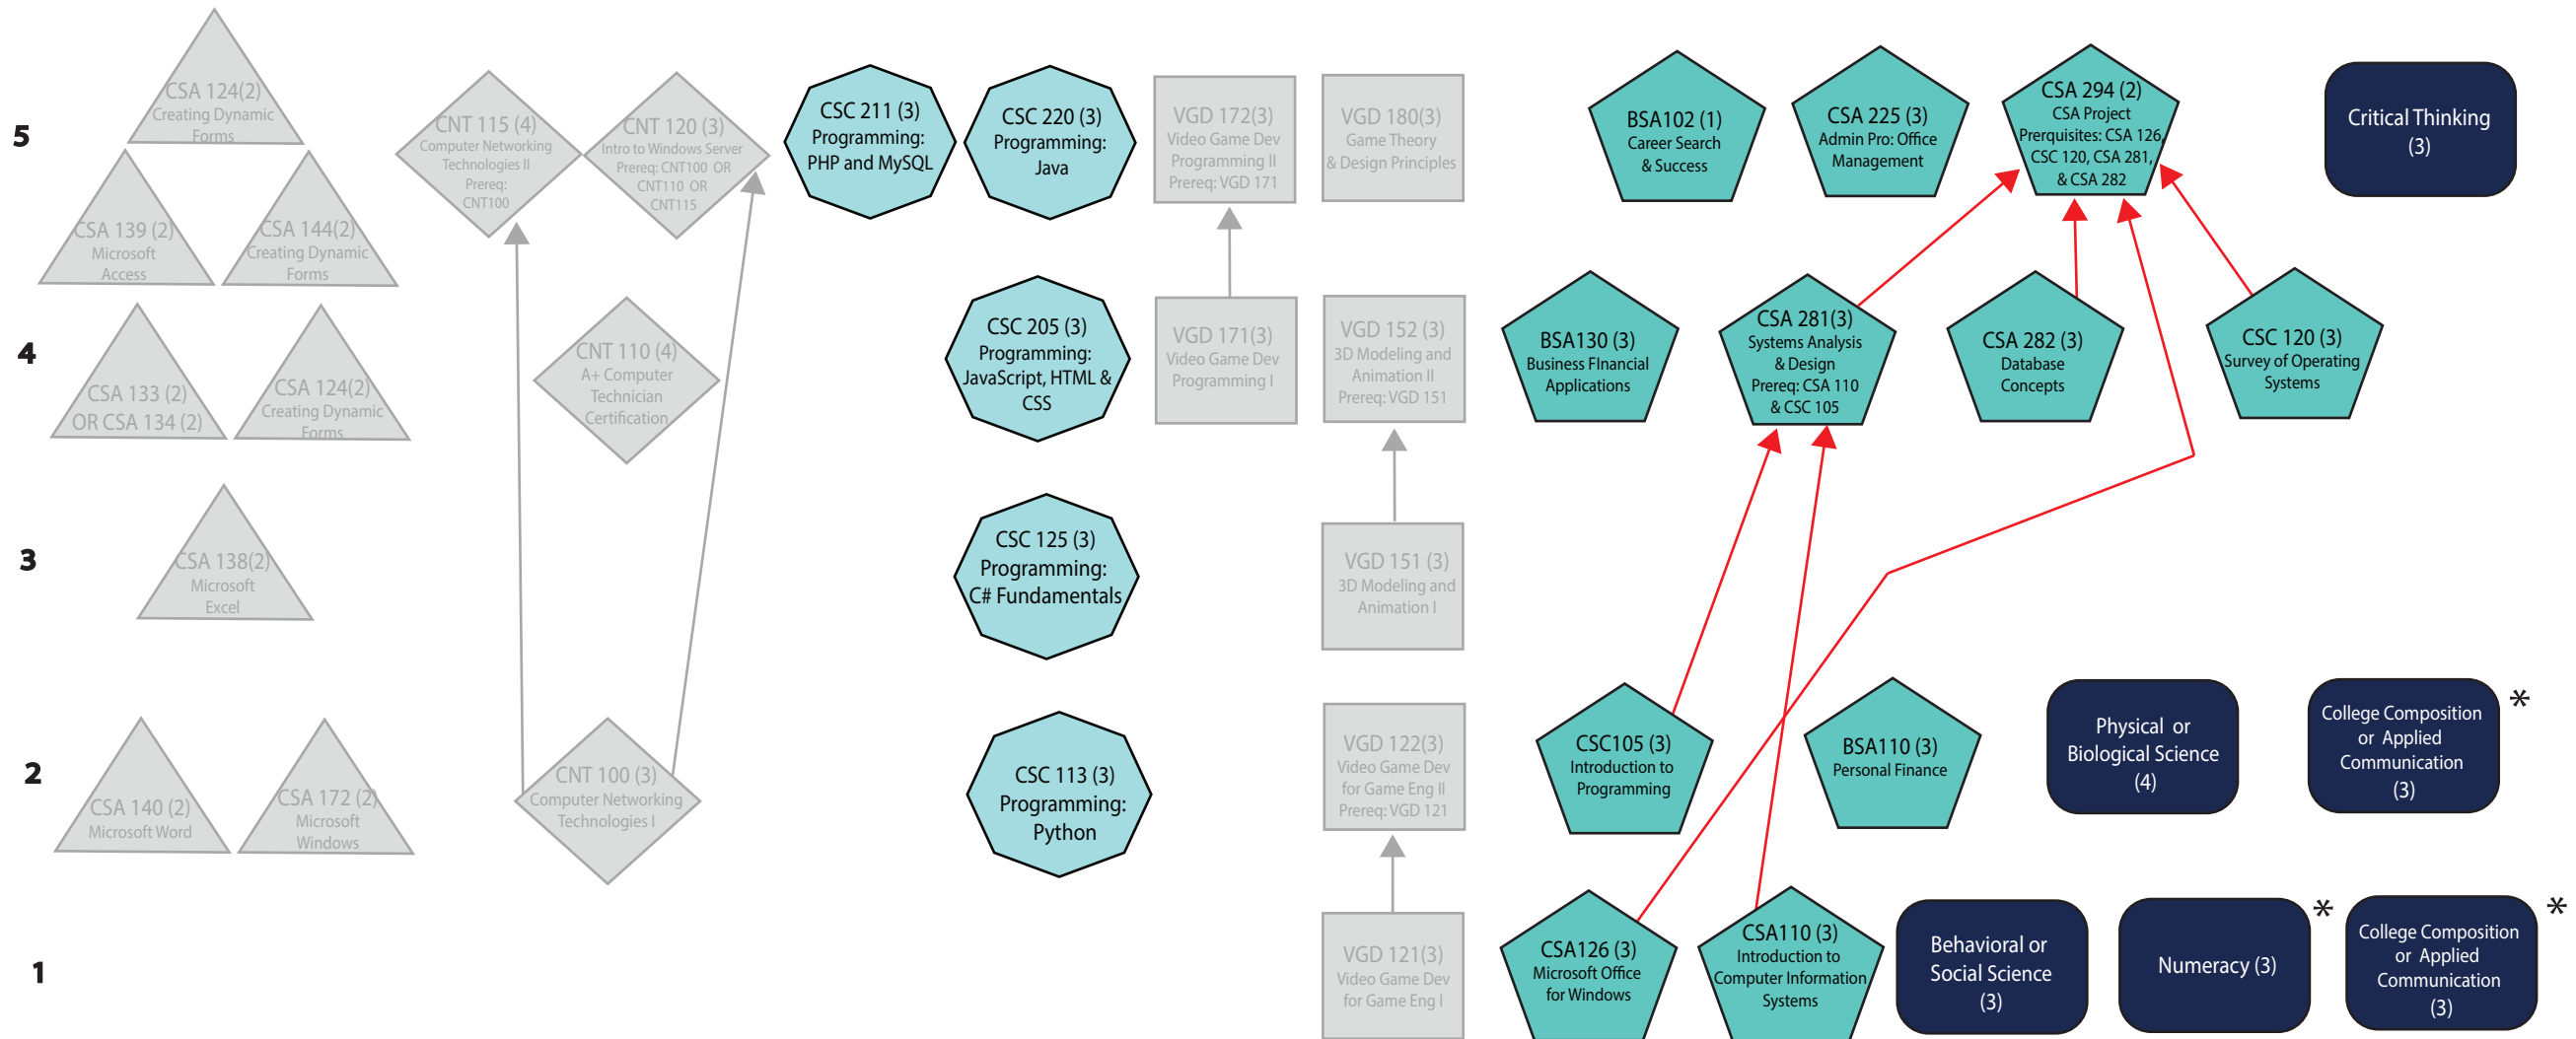 5
CSA 124(2)
Creating Dynamic
Forms
CSA 139 (2)
Microsoft
Access
CSA 144(2)
Creating Dynamic
Forms
CNT 115 (4)
Computer Networking
Technologies II
Prereq:
CNT100
CNT 120 (3)
Intro to Windows Server
Prereq: CNT100 OR
CNT110 OR
CNT115
CSC 211 (3)
Programming:
PHP and MySQL
CSC 220 (3)
Programming:
Java
VGD 172(3)
Video Game Dev
Programming II
Prereq: VGD 171
VGD 180(3)
Game Theory
& Design Principles
BSA102 (1)
Career Search
& Success
CSA 225 (3)
Admin Pro: Office
Management
CSA 294 (2)
CSA Project
Prerquisites: CSA 126,
CSC 120, CSA 281,
& CSA 282
Critical Thinking
(3)
4
CSA 133 (2)
OR CSA 134 (2)
CSA 124(2)
Creating Dynamic
Forms
CNT 110 (4)
A+ Computer
Technician
Certification
CSC 205 (3)
Programming:
JavaScript, HTML &
CSS
VGD 171(3)
Video Game Dev
Programming I
VGD 152 (3)
3D Modeling and
Animation II
Prereq: VGD 151
BSA130 (3)
Business FInancial
Applications
CSA 281(3)
Systems Analysis
& Design
Prereq: CSA 110
& CSC 105
CSA 282 (3)
Database
Concepts
CSC 120 (3)
Survey of Operating
Systems
3
CSA 138(2)
Microsoft
Excel
CSC 125 (3)
Programming:
C# Fundamentals
VGD 151 (3)
3D Modeling and
Animation I
2
CSA 140 (2)
Microsoft Word
CSA 172 (2)
Microsoft
Windows
CNT 100 (3)
Computer Networking
Technologies I
CSC 113 (3)
Programming:
Python
VGD 122(3)
Video Game Dev
for Game Eng II
Prereq: VGD 121
CSC105 (3)
Introduction to
Programming
BSA110 (3)
Personal Finance
Physical or
Biological Science
(4)
College Composition
or Applied
Communication
(3)
*
1
VGD 121(3)
Video Game Dev
for Game Eng I
CSA126 (3)
Microsoft Office
for Windows
CSA110 (3)
Introduction to
Computer Information
Systems
Behavioral or
Social Science
(3)
Numeracy (3)
*
College Composition
or Applied
Communication
(3)
*